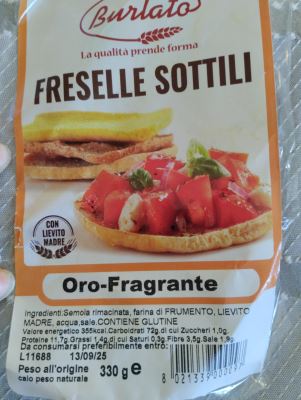 Burlato
La qualità prende forma
FRESELLE SOTTILI
CON
LIEVITO
MADRE
Oro-Fragrante
Ingredienti:Semola rimacinata, farina di FRUMENTO, LIEVITO
MADRE, acqua,sale.CONTIENE GLUTINE
Valore energetico 355kcal.Carboidrati 72g,di cui Zuccheri 1,0g.
Proteine 11,7g.Grassi 1,4g,di cui Saturi 0,3g.Fibre 3,5g.Sale 1,9g.
Da consumarsi preferibilmente entro:
L11688 13/09/25
Peso all'origine 330 g e
calo peso naturale